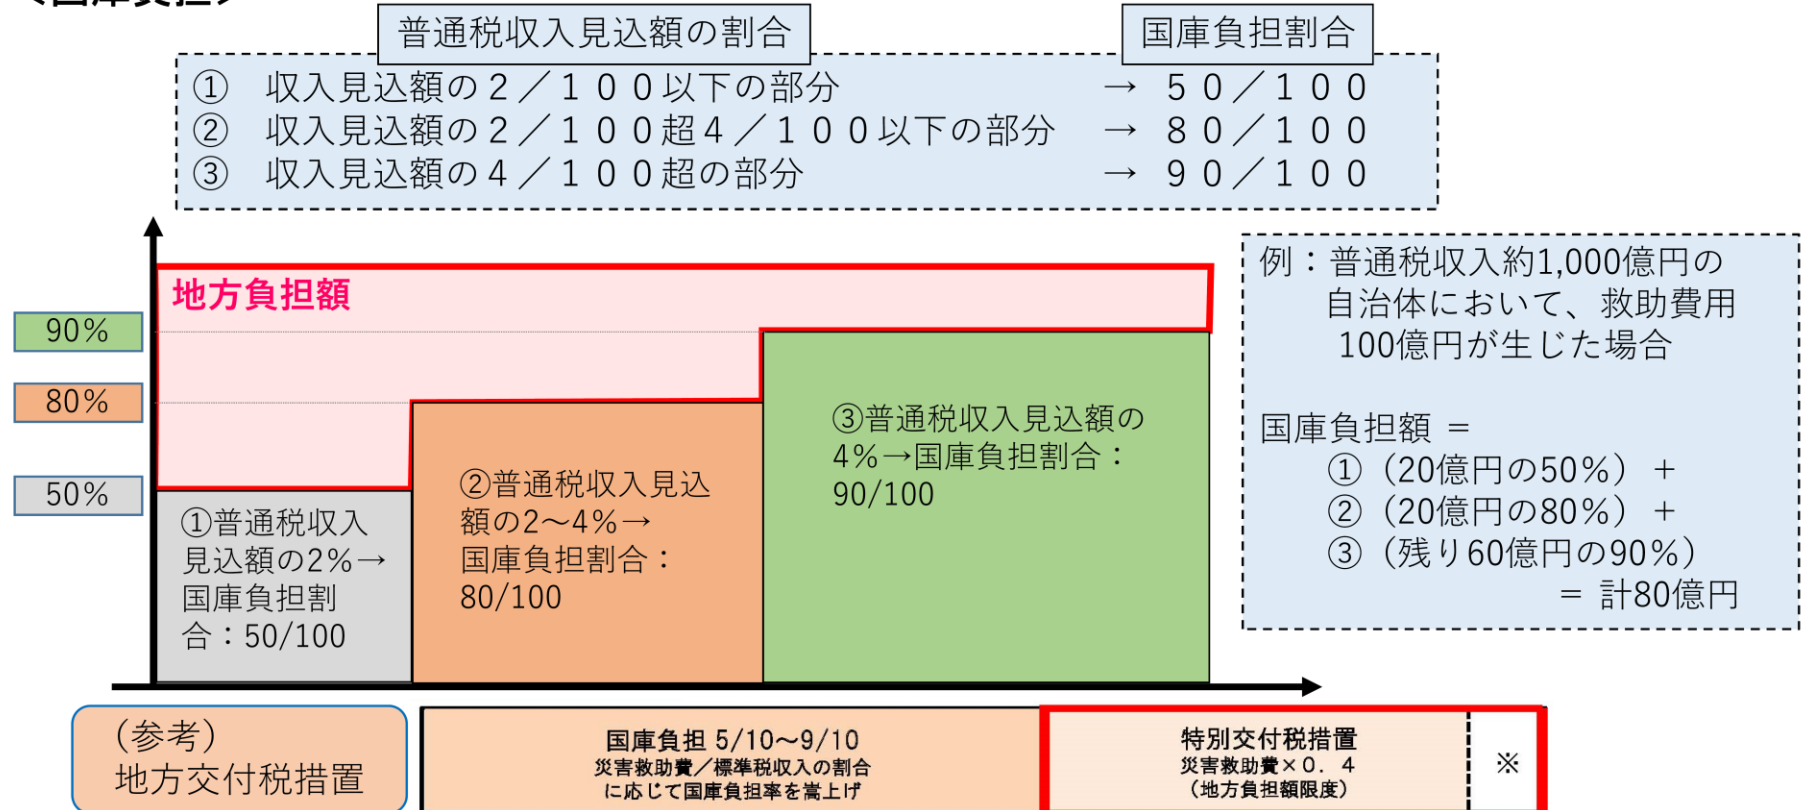 <国庫負担>
普通税収入見込額の割合
国庫負担割合
① 収入見込額の2／100以下の部分 → 50／100
② 収入見込額の2／100超4／100以下の部分 → 80／100
③ 収入見込額の4／100超の部分 → 90／100
地方負担額
90%
80%
50%
①普通税収入
見込額の2%→
国庫負担割
合：50/100
②普通税収入見込
額の2～4%→
国庫負担割合：
80/100
③普通税収入見込額の
4%→国庫負担割合：
90/100
例：普通税収入約1,000億円の
自治体において、救助費用
100億円が生じた場合
国庫負担額 =
①（20億円の50%）+
②（20億円の80%）+
③（残り60億円の90%）
= 計80億円
(参考)
地方交付税措置
国庫負担 5/10～9/10
災害救助費／標準税収入の割合
に応じて国庫負担率を嵩上げ
特別交付税措置
災害救助費×0．4
（地方負担額限度）
※